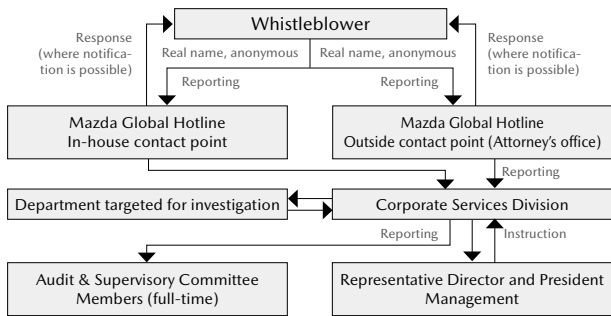 Whistleblower
Response
(where notifica-
tion is possible)
Real name, anonymous
Real name, anonymous
Response
(where notifica-
tion is possible)
Reporting
Reporting
Mazda Global Hotline
In-house contact point
Mazda Global Hotline
Outside contact point (Attorney's office)
Reporting
Department targeted for investigation
Corporate Services Division
Reporting
Instruction
Audit & Supervisory Committee
Members (full-time)
Representative Director and President
Management